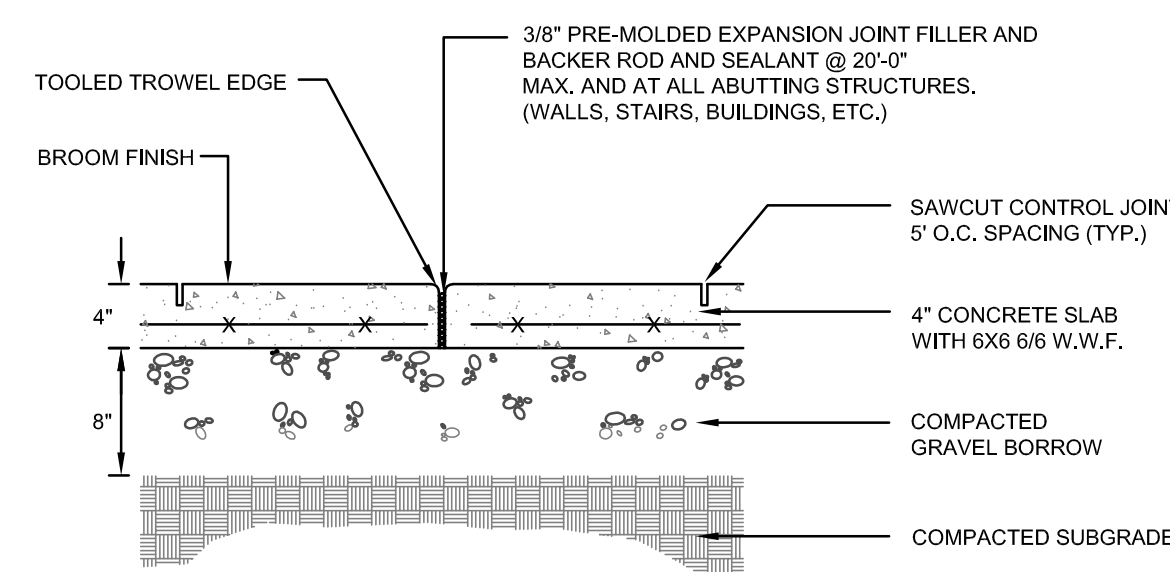 3/8" PRE-MOLDED EXPANSION JOINT FILLER AND
BACKER ROD AND SEALANT @ 20'-0"
MAX. AND AT ALL ABUTTING STRUCTURES.
(WALLS, STAIRS, BUILDINGS, ETC.)
TOOLED TROWEL EDGE
BROOM FINISH
SAWCUT CONTROL JOINT
5' O.C. SPACING (TYP.)
4"
4" CONCRETE SLAB
WITH 6X6 6/6 W.W.F.
8"
COMPACTED
GRAVEL BORROW
COMPACTED SUBGRADE